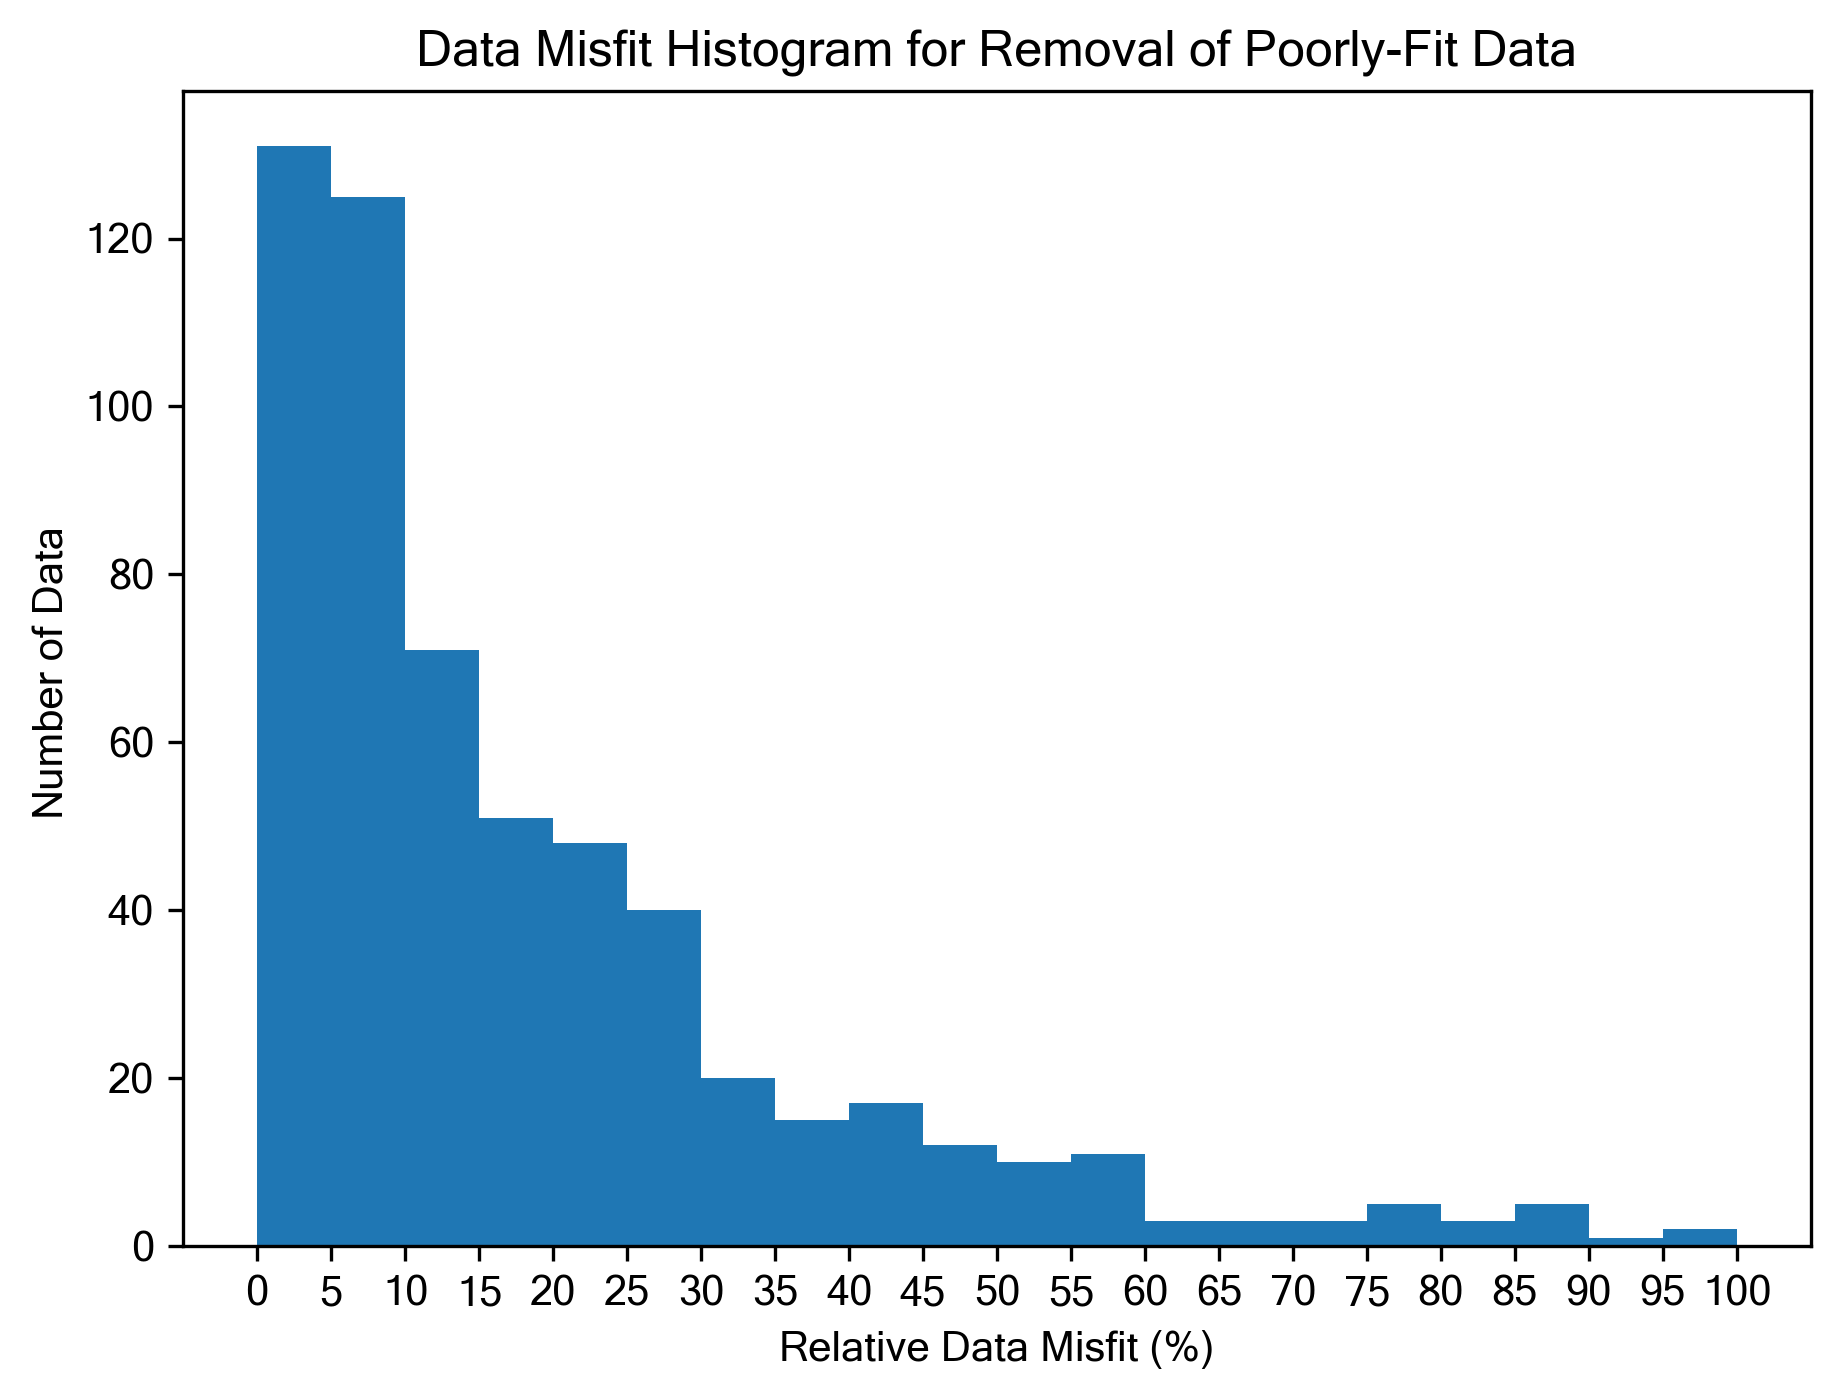 Data Misfit Histogram for Removal of Poorly-Fit Data
Number of Data
120
100
80
60
40
20
0
0 5 10 15 20 25 30 35 40 45 50 55 60 65 70 75 80 85 90 95 100
Relative Data Misfit (%)